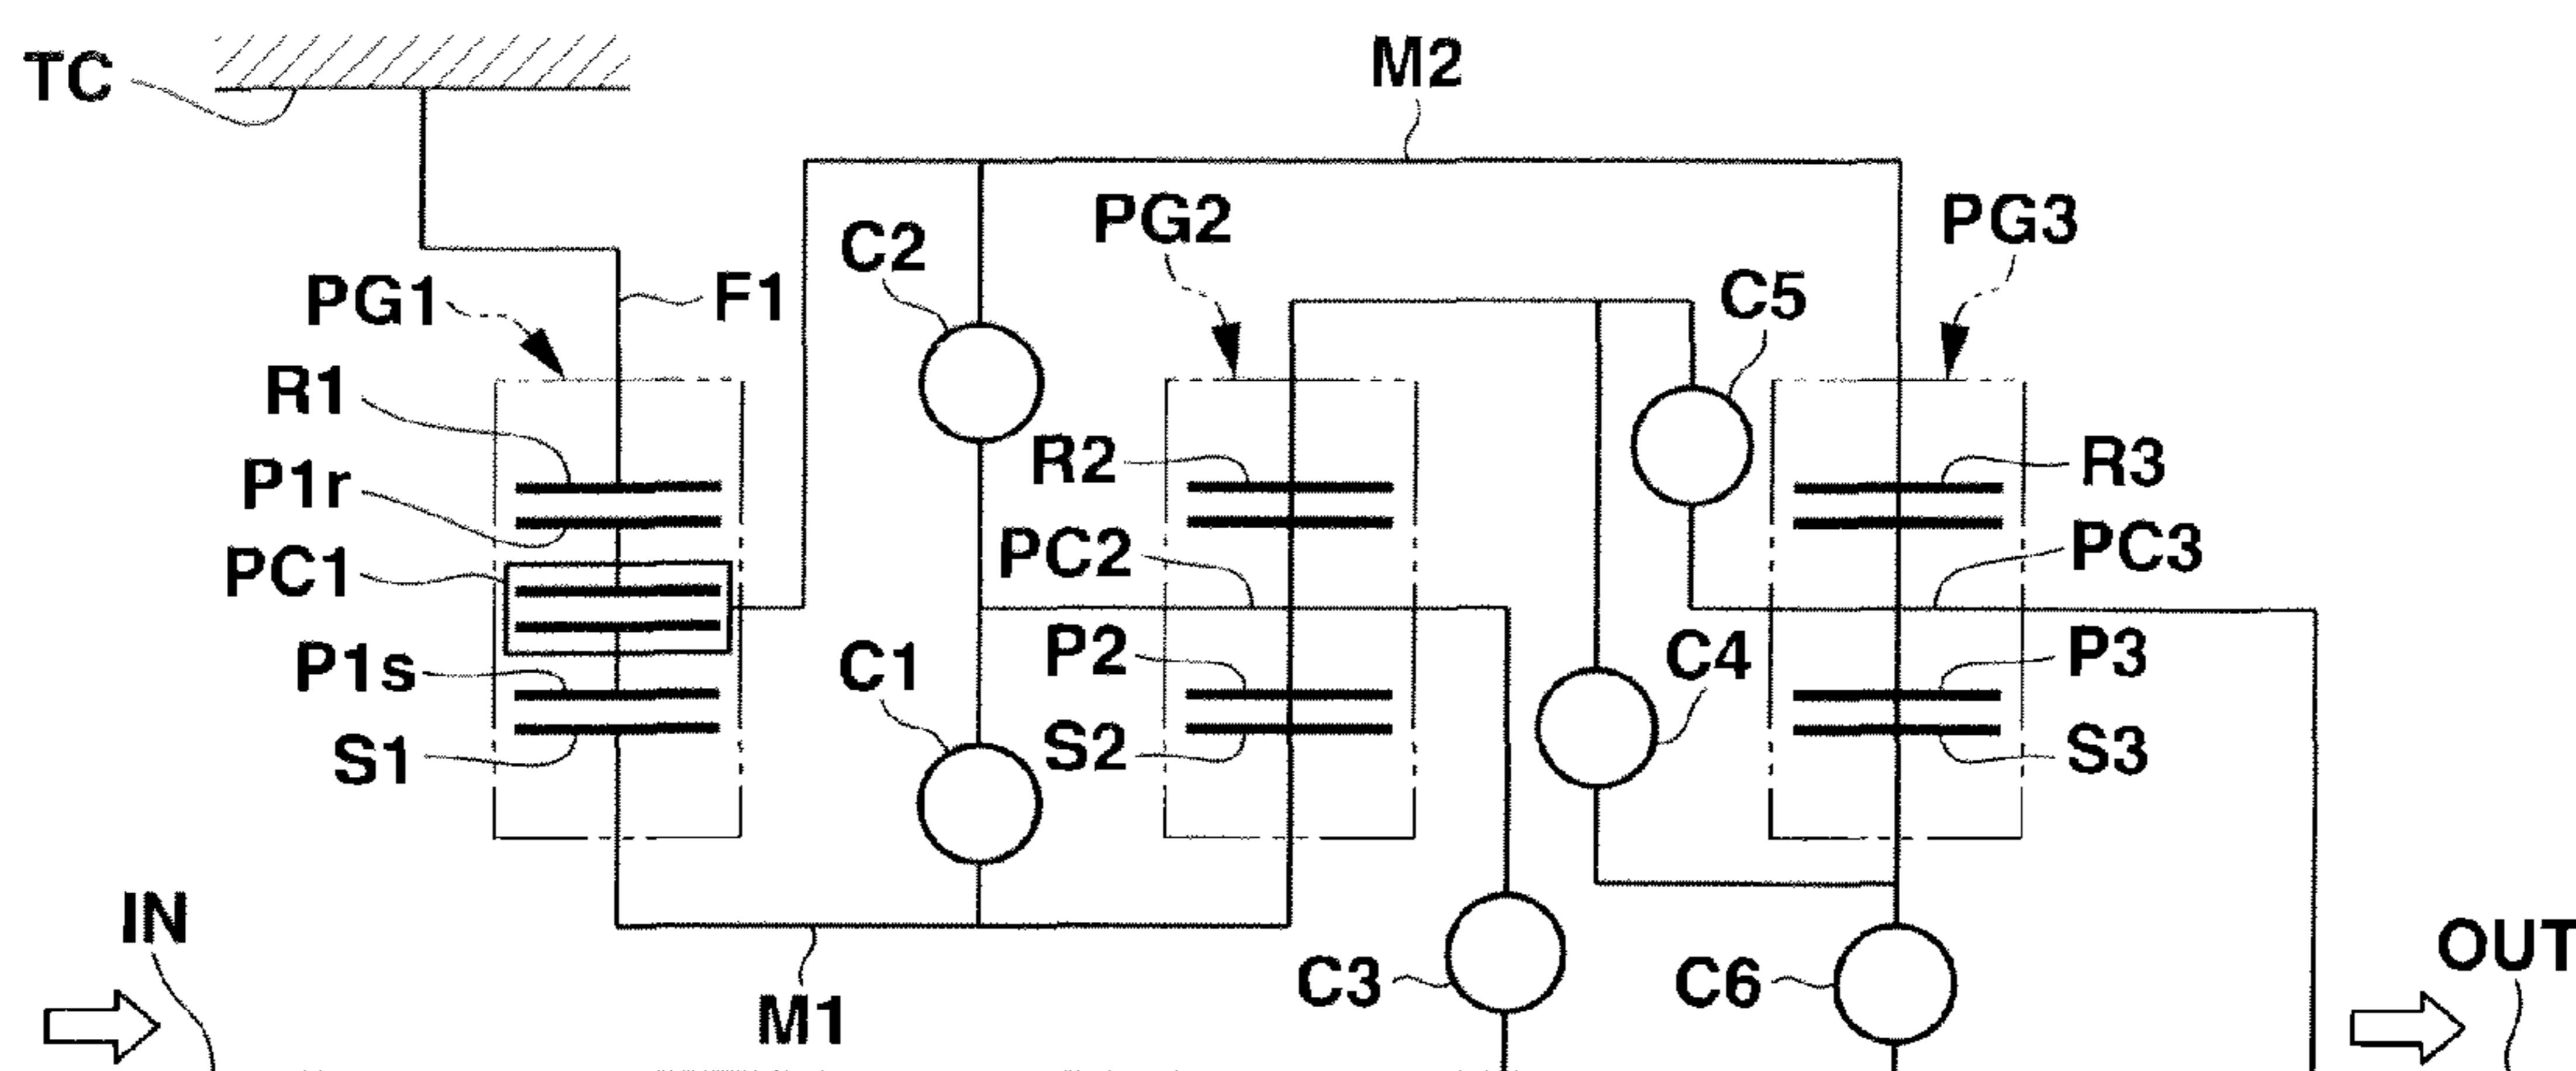 TC
M2
PG2
PG3
C2
PG1
F1
C5
R1
R2
R3
P1r
PC2
PC3
PC1
P2
P3
C4
P1s
C1
S2
S3
S1
IN
OUT
C3
C6
M1